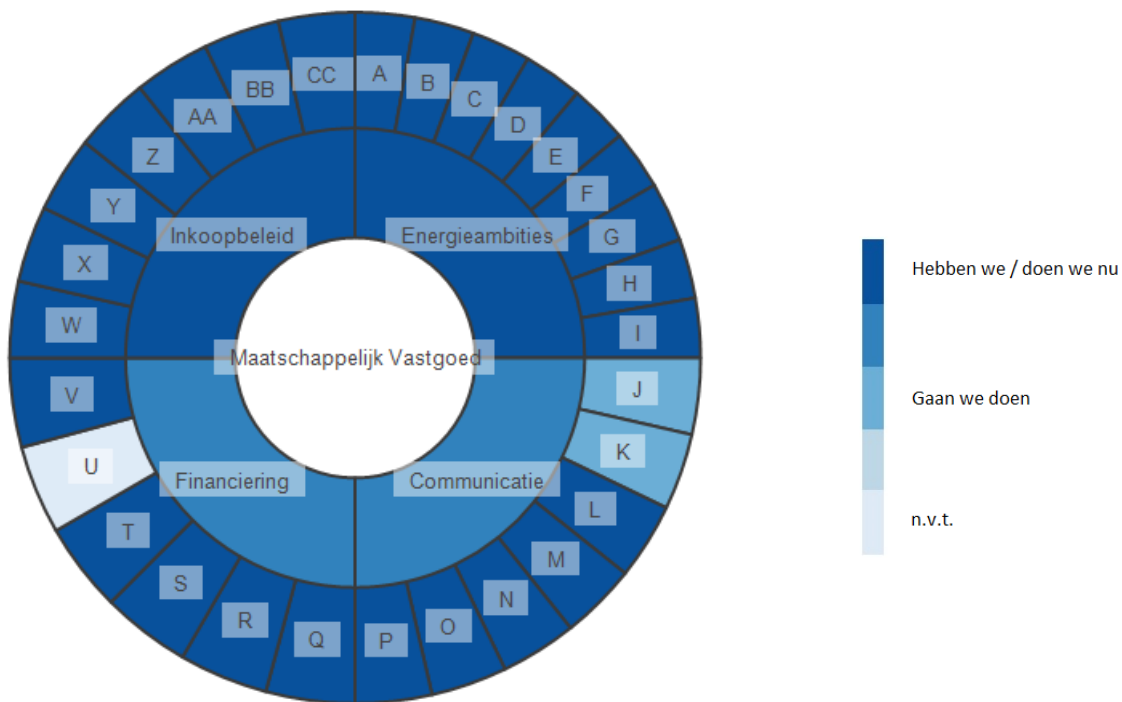 A
B
C
D
E
F
G
H
I
J
K
L
M
N
O
P
Q
R
S
T
U
V
W
X
Y
Z
AA
BB
CC
Inkoopbeleid
Energieambities
Maatschappelijk Vastgoed
Financiering
Communicatie
Hebben we / doen we nu
Gaan we doen
n.v.t.